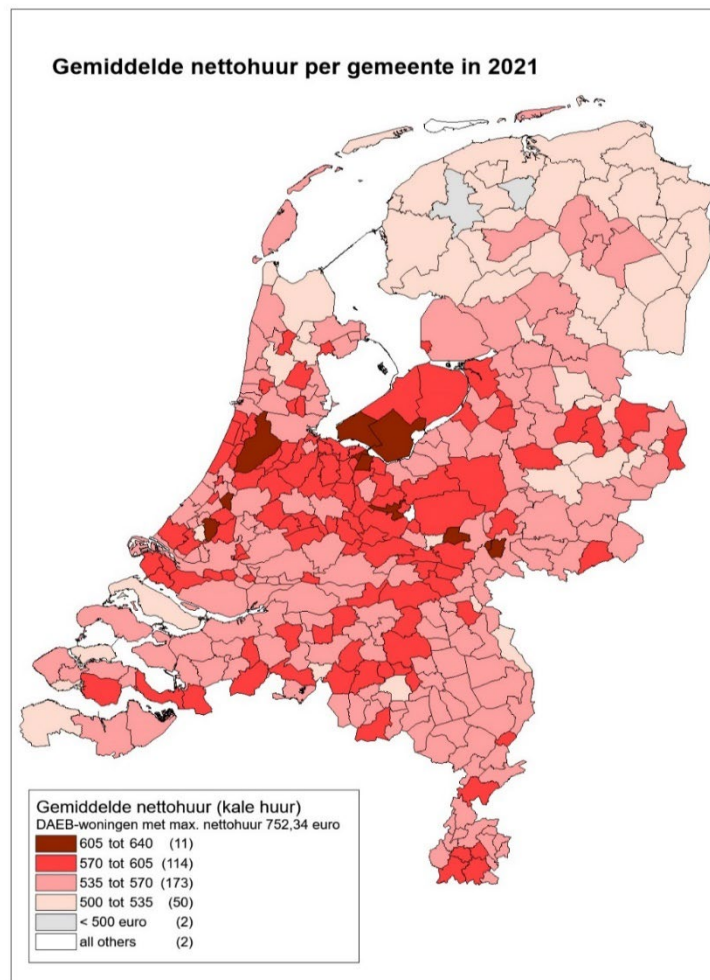 Gemiddelde nettohuur per gemeente in 2021
Gemiddelde nettohuur (kale huur)
DAEB-woningen met max. nettohuur 752,34 euro
605 tot 640 (11)
570 tot 605 (114)
535 tot 570 (173)
500 tot 535 (50)
< 500 euro (2)
all others (2)